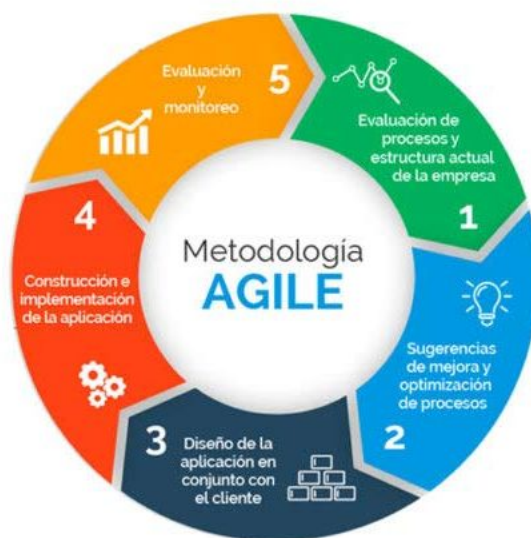 Metodología
AGILE
Evaluación de
procesos y
estructura actual
de la empresa
1
Sugerencias
de mejora y
optimización
de procesos
2
3
Diseño de la
aplicación en
conjunto con
el cliente
4
Construcción e
implementación
de la aplicación
5
Evaluación
y
monitoreo